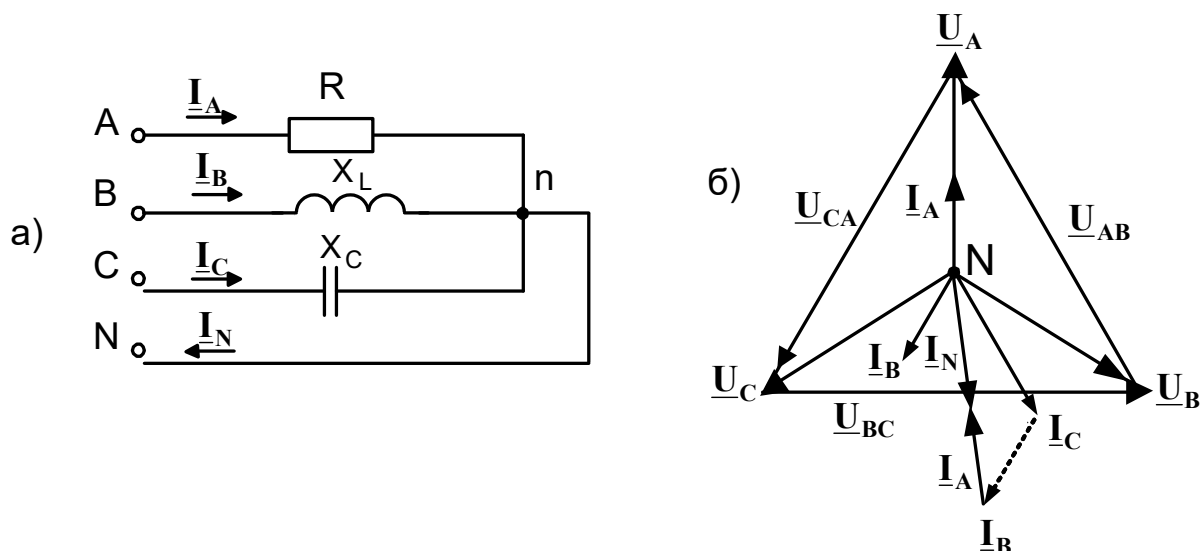 а)
A
I_A
R
B
I_B
X_L
n
C
I_C
X_C
N
I_N
б)
U_A
U_CA
I_A
U_AB
N
I_B
I_N
U_C
U_B
U_BC
I_C
I_A
I_B